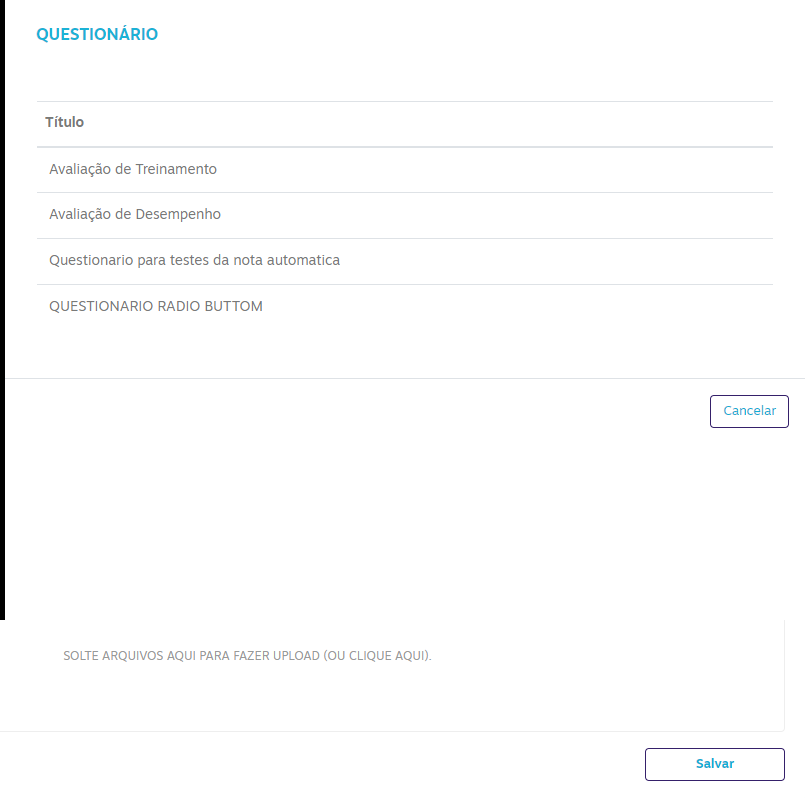 QUESTIONÁRIO
Título
Avaliação de Treinamento
Avaliação de Desempenho
Questionario para testes da nota automatica
QUESTIONARIO RADIO BUTTOM
Cancelar
SOLTE ARQUIVOS AQUI PARA FAZER UPLOAD (OU CLIQUE AQUI).
Salvar